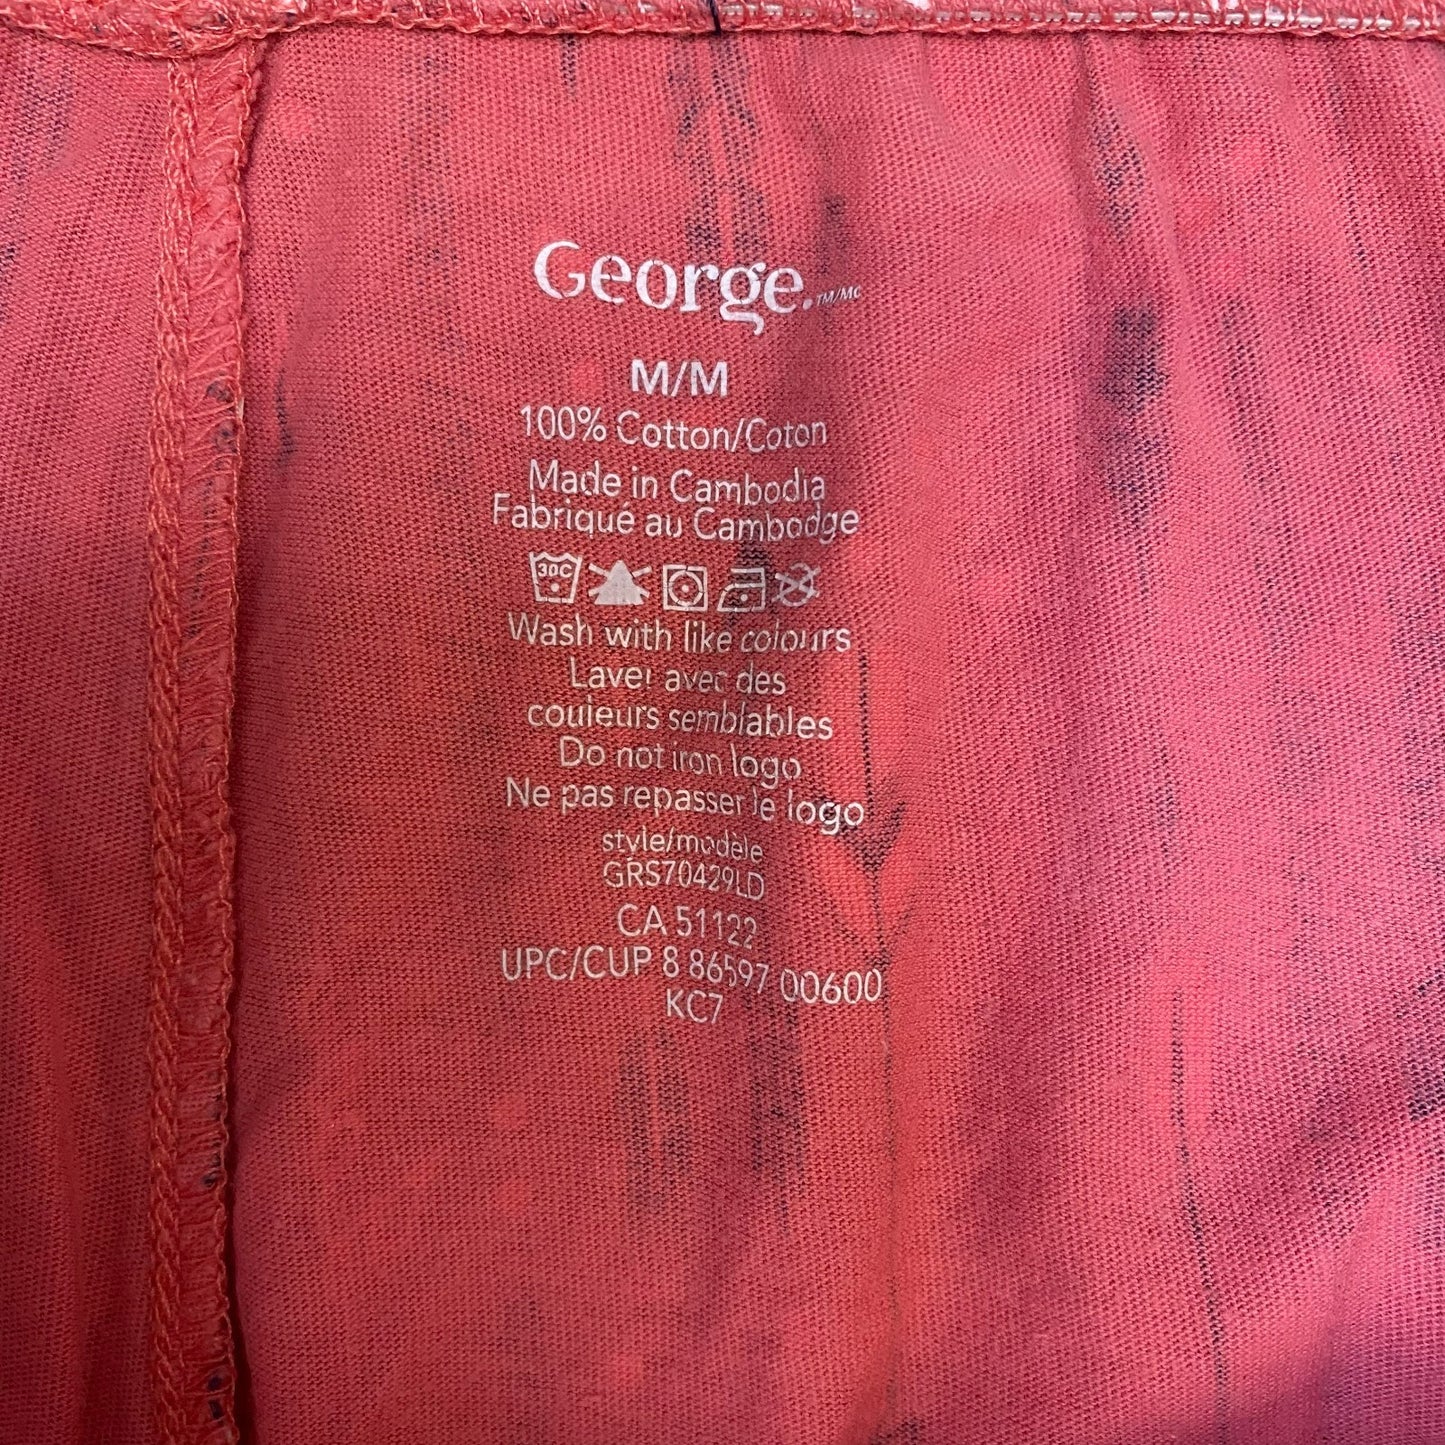 George.™/MC
M/M
100% Cotton/Coton
Made in Cambodia
Fabriqué au Cambodge
30C
Wash with like colours
Laver avec des
couleurs semblables
Do not iron logo
Ne pas repasser le logo
style/modèle
GRS70429LD
CA 51122
UPC/CUP 8 86597 00600
KC7